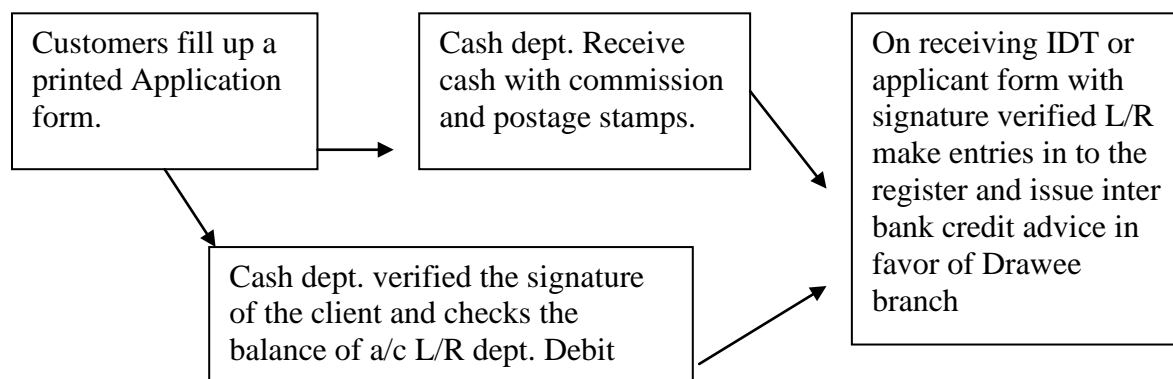 Customers fill up a
printed Application
form.
Cash dept. Receive
cash with commission
and postage stamps.
On receiving IDT or
applicant form with
signature verified L/R
make entries in to the
register and issue inter
bank credit advice in
favor of Drawee
branch
Cash dept. verified the signature
of the client and checks the
balance of a/c L/R dept. Debit